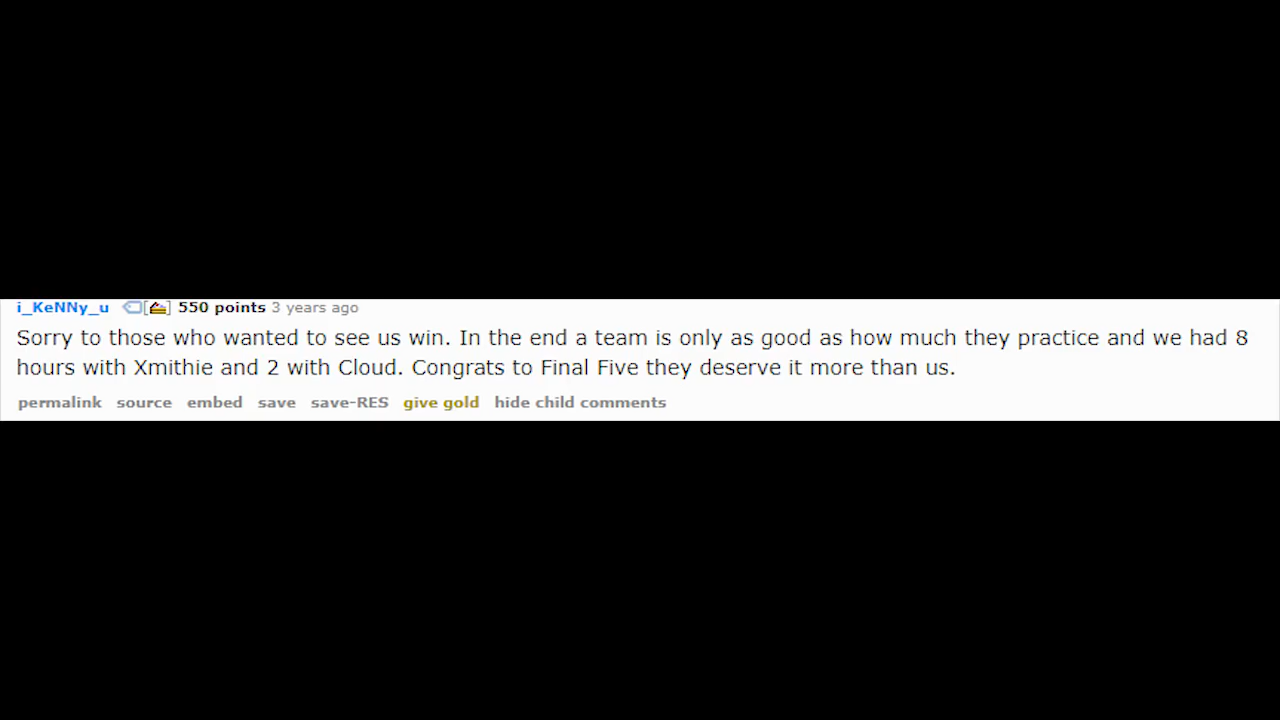 i_KeNNy_u [] 550 points 3 years ago
Sorry to those who wanted to see us win. In the end a team is only as good as how much they practice and we had 8
hours with Xmithie and 2 with Cloud. Congrats to Final Five they deserve it more than us.
permalink source embed save save-RES give gold hide child comments